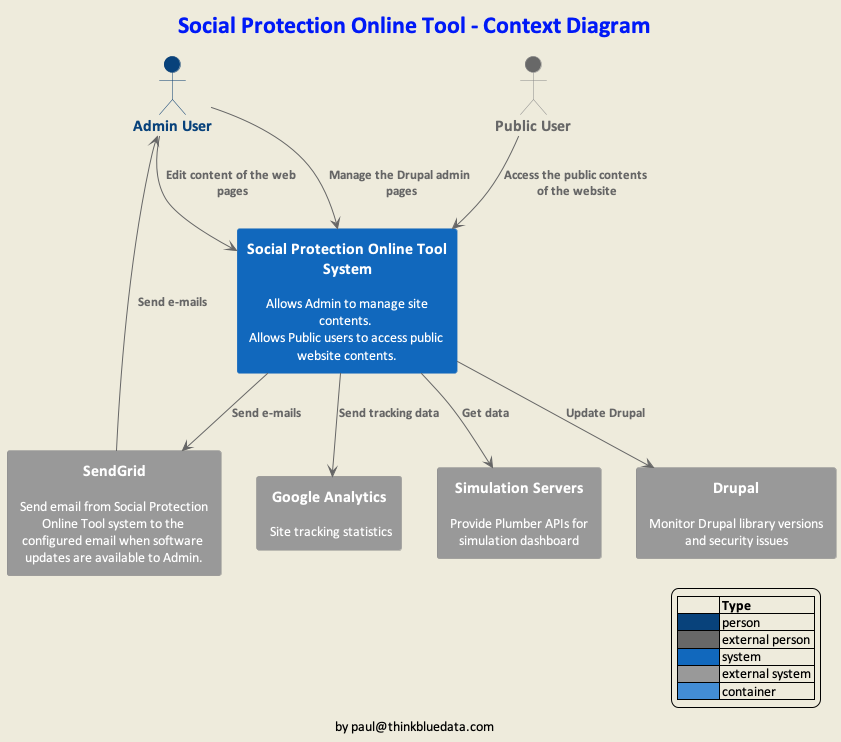 Social Protection Online Tool - Context Diagram
Admin User
Public User
Edit content of the web
pages
Manage the Drupal admin
pages
Access the public contents
of the website
Social Protection Online Tool
System
Allows Admin to manage site
contents.
Allows Public users to access public
website contents.
Send e-mails
Send e-mails
Send tracking data
Get data
Update Drupal
SendGrid
Send email from Social Protection
Online Tool system to the
configured email when software
updates are available to Admin.
Google Analytics
Site tracking statistics
Simulation Servers
Provide Plumber APIs for
simulation dashboard
Drupal
Monitor Drupal library versions
and security issues
Type
person
external person
system
external system
container
by paul@thinkbluedata.com